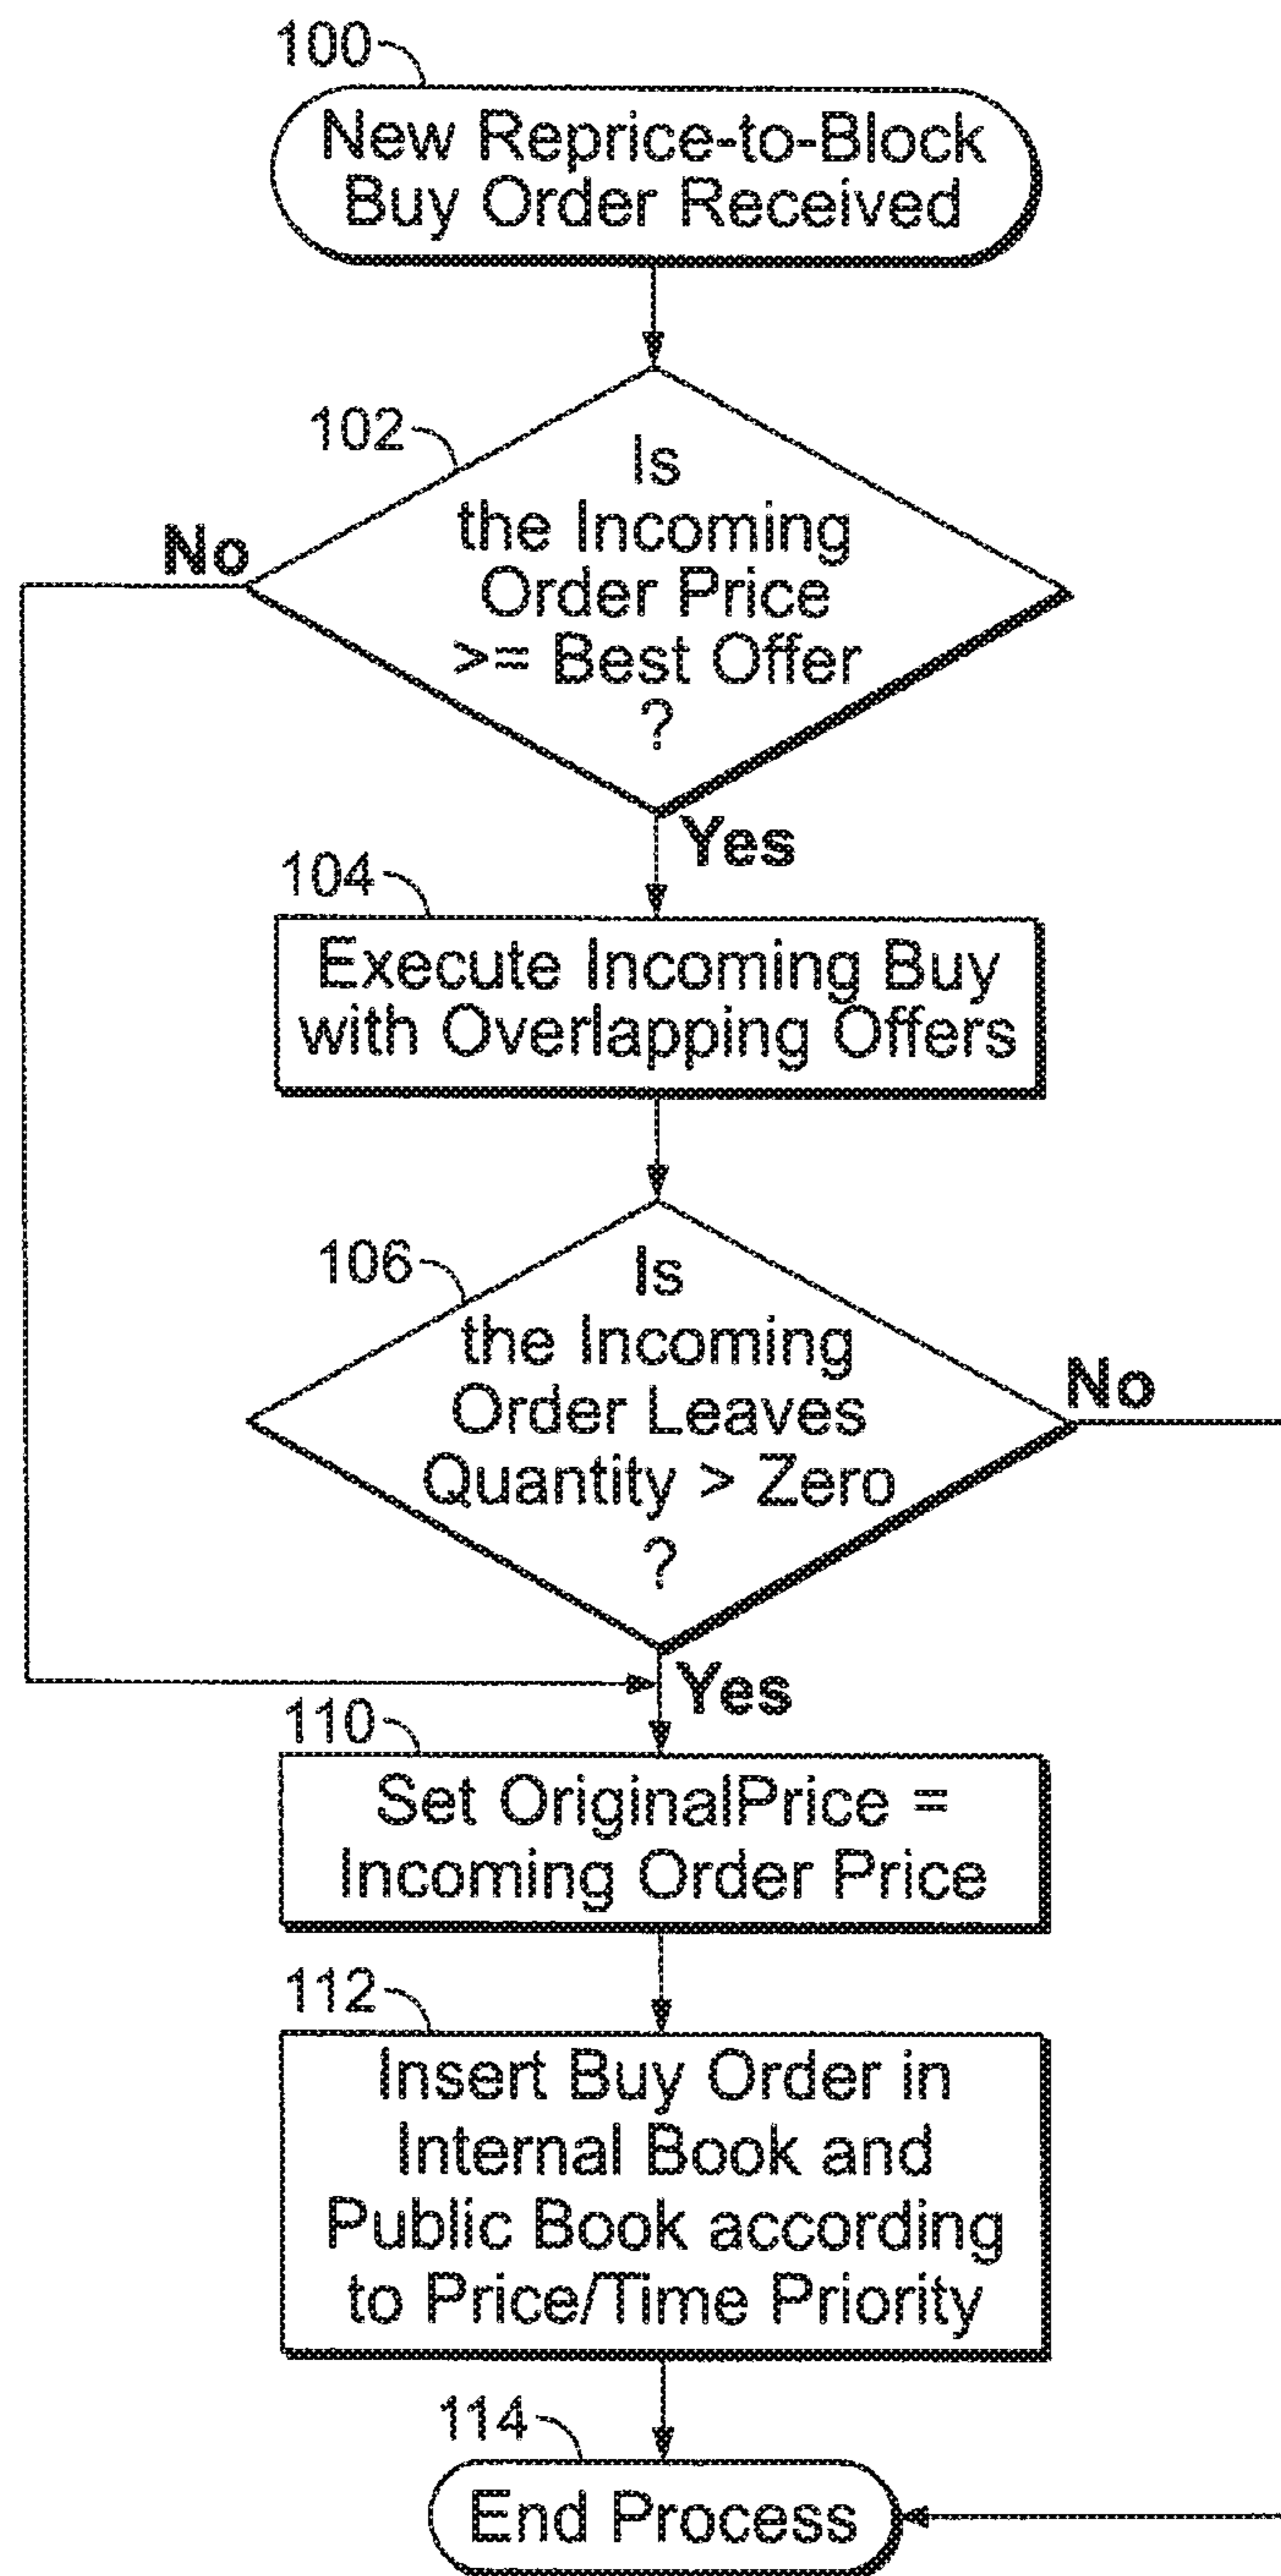 100
New Reprice-to-Block
Buy Order Received
102
Is
the Incoming
Order Price
>= Best Offer
?
No
Yes
104
Execute Incoming Buy
with Overlapping Offers
106
Is
the Incoming
Order Leaves
Quantity > Zero
?
No
Yes
110
Set OriginalPrice =
Incoming Order Price
112
Insert Buy Order in
Internal Book and
Public Book according
to Price/Time Priority
114
End Process